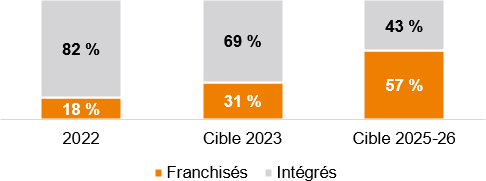 82 % 69 % 43 %
18 % 31 % 57 %
2022 Cible 2023 Cible 2025-26
Franchisés Intégrés